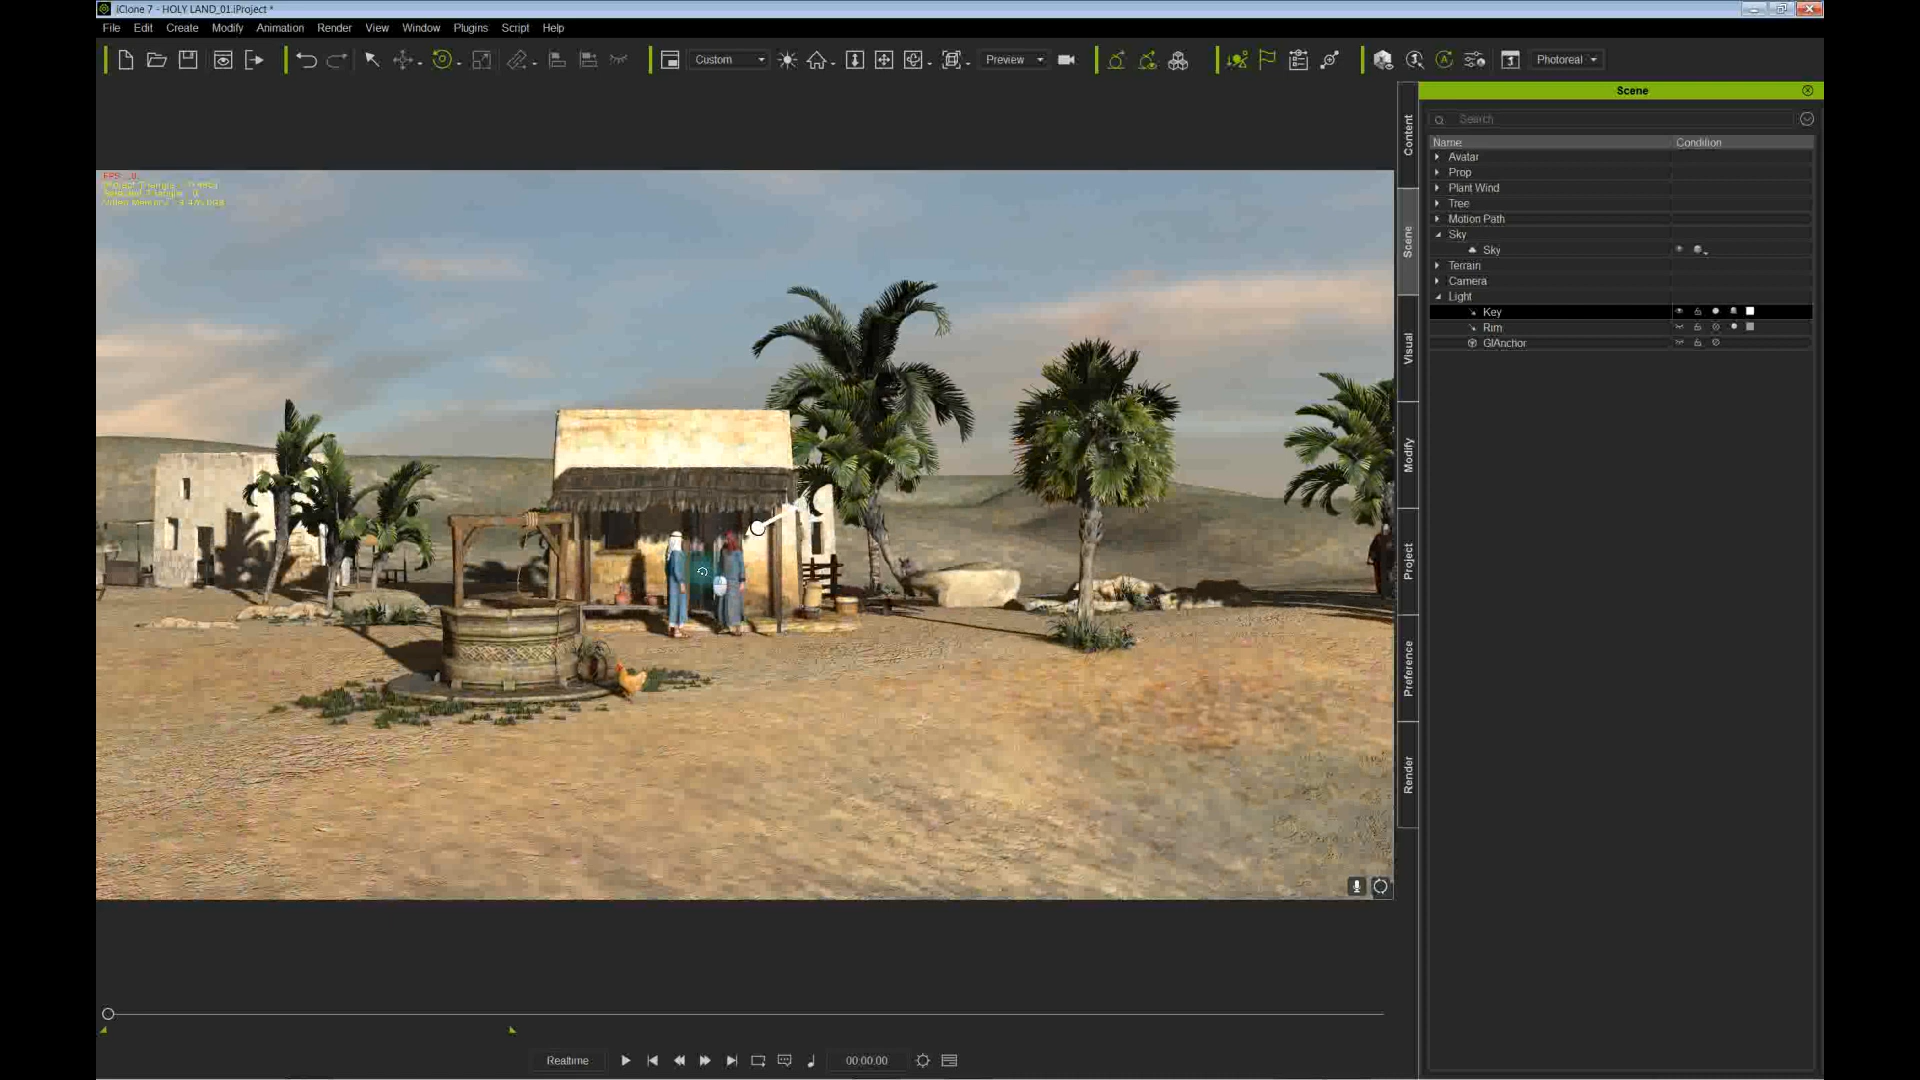 iClone 7 - HOLY LAND_01.iProject *
File Edit Create Modify Animation Render View Window Plugins Script Help
Custom Preview Photoreal
Scene
Search
Name Condition
Avatar
Prop
Plant Wind
Tree
Motion Path
Sky
Sky
Terrain
Camera
Light
Key
Rim
GIAnchor
Content
Scene
Visual
Modify
Project
Preference
Render
Realtime 00:00.00